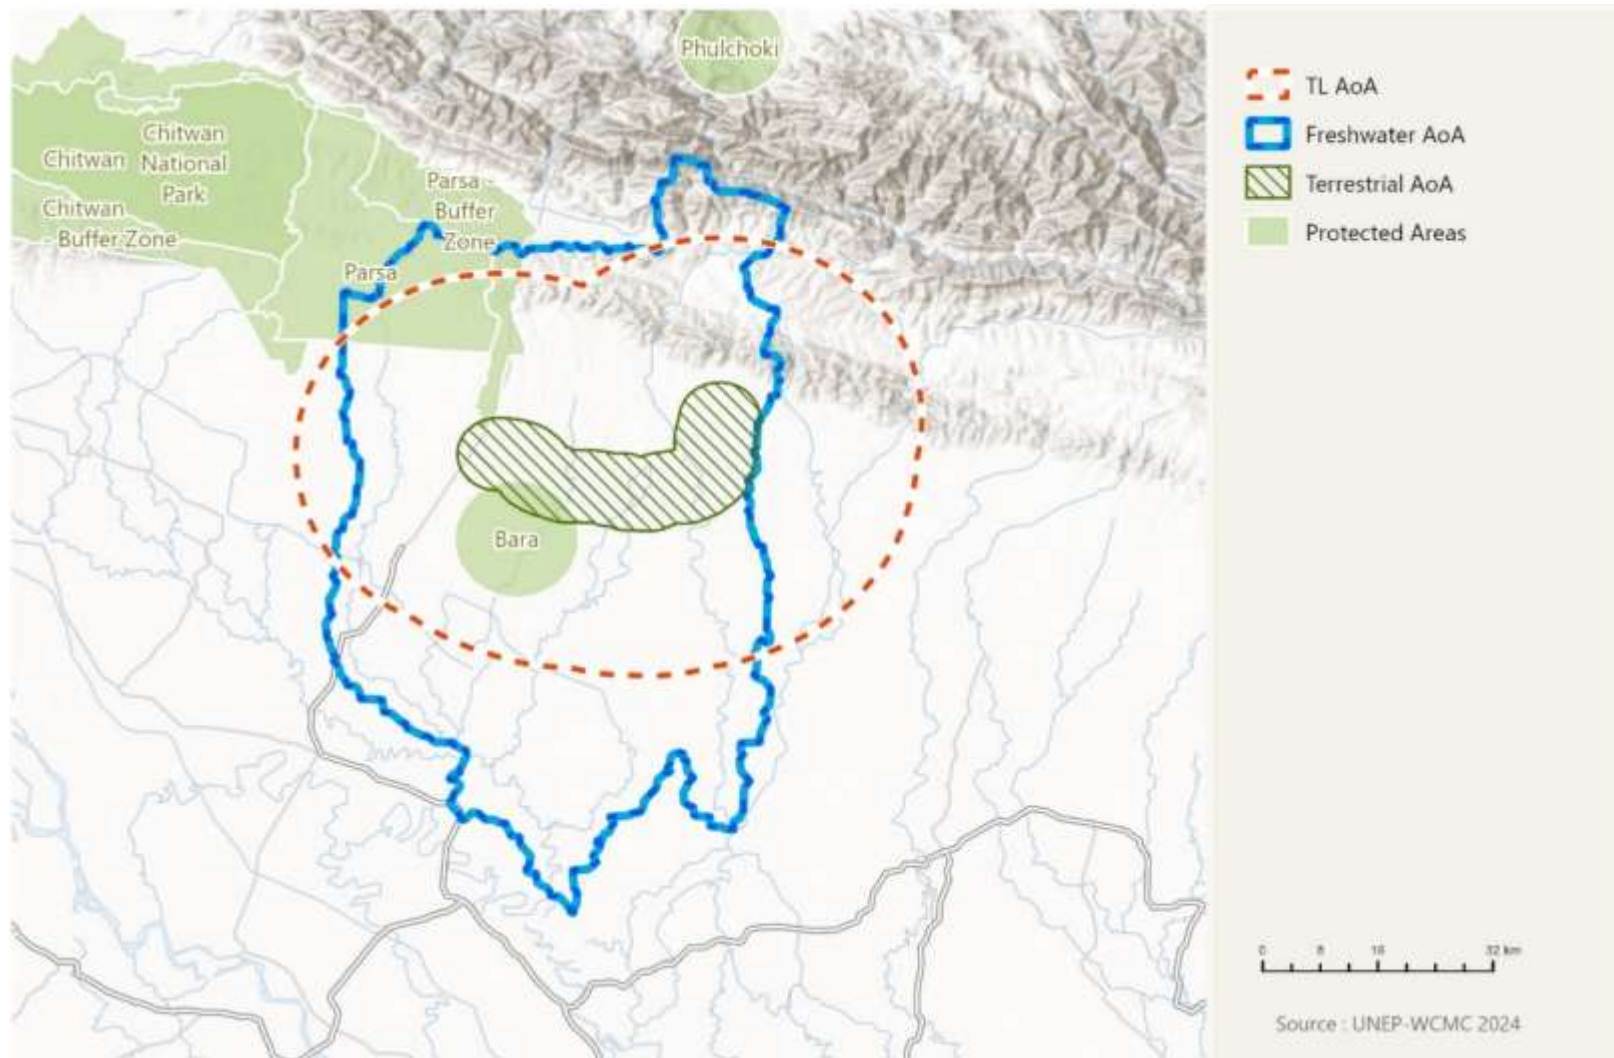 Phulchoki
Chitwan
National
Park
Chitwan
Chitwan
Buffer Zone
Parsa -
Buffer
Zone
Parsa
Bara
TL AoA
Freshwater AoA
Terrestrial AoA
Protected Areas
0 8 16 32 km
Source : UNEP-WCMC 2024